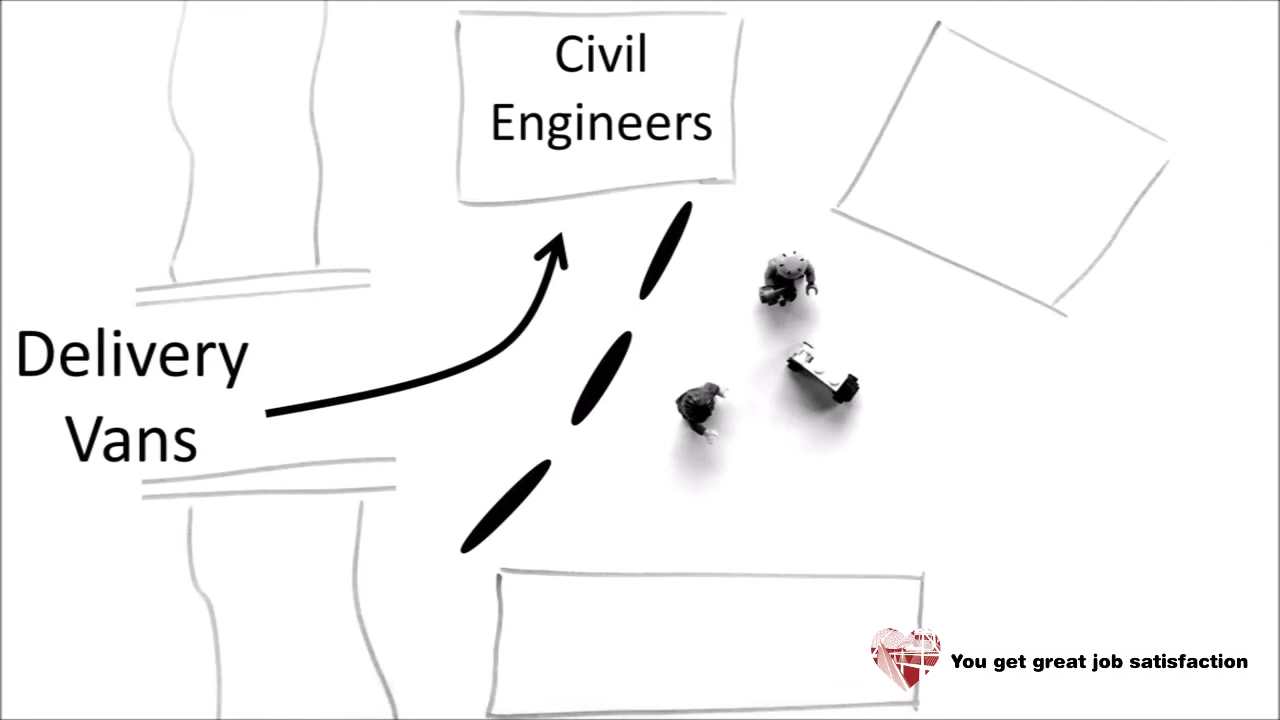 Civil
Engineers
Delivery
Vans
You get great job satisfaction